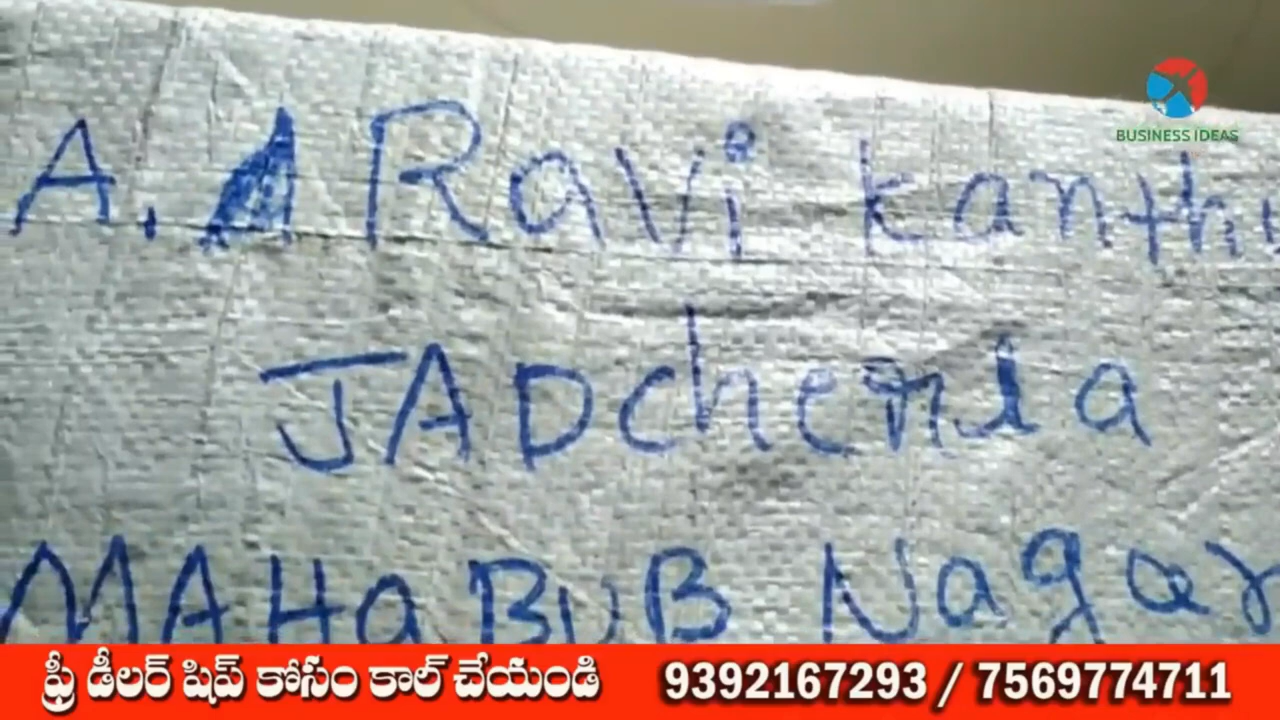 BUSINESS IDEAS
A. Ravi kanth
JADcherla
MAHaBUB Nagar
ఫ్రీ డీలర్ షిప్ కోసం కాల్ చేయండి 9392167293 / 7569774711